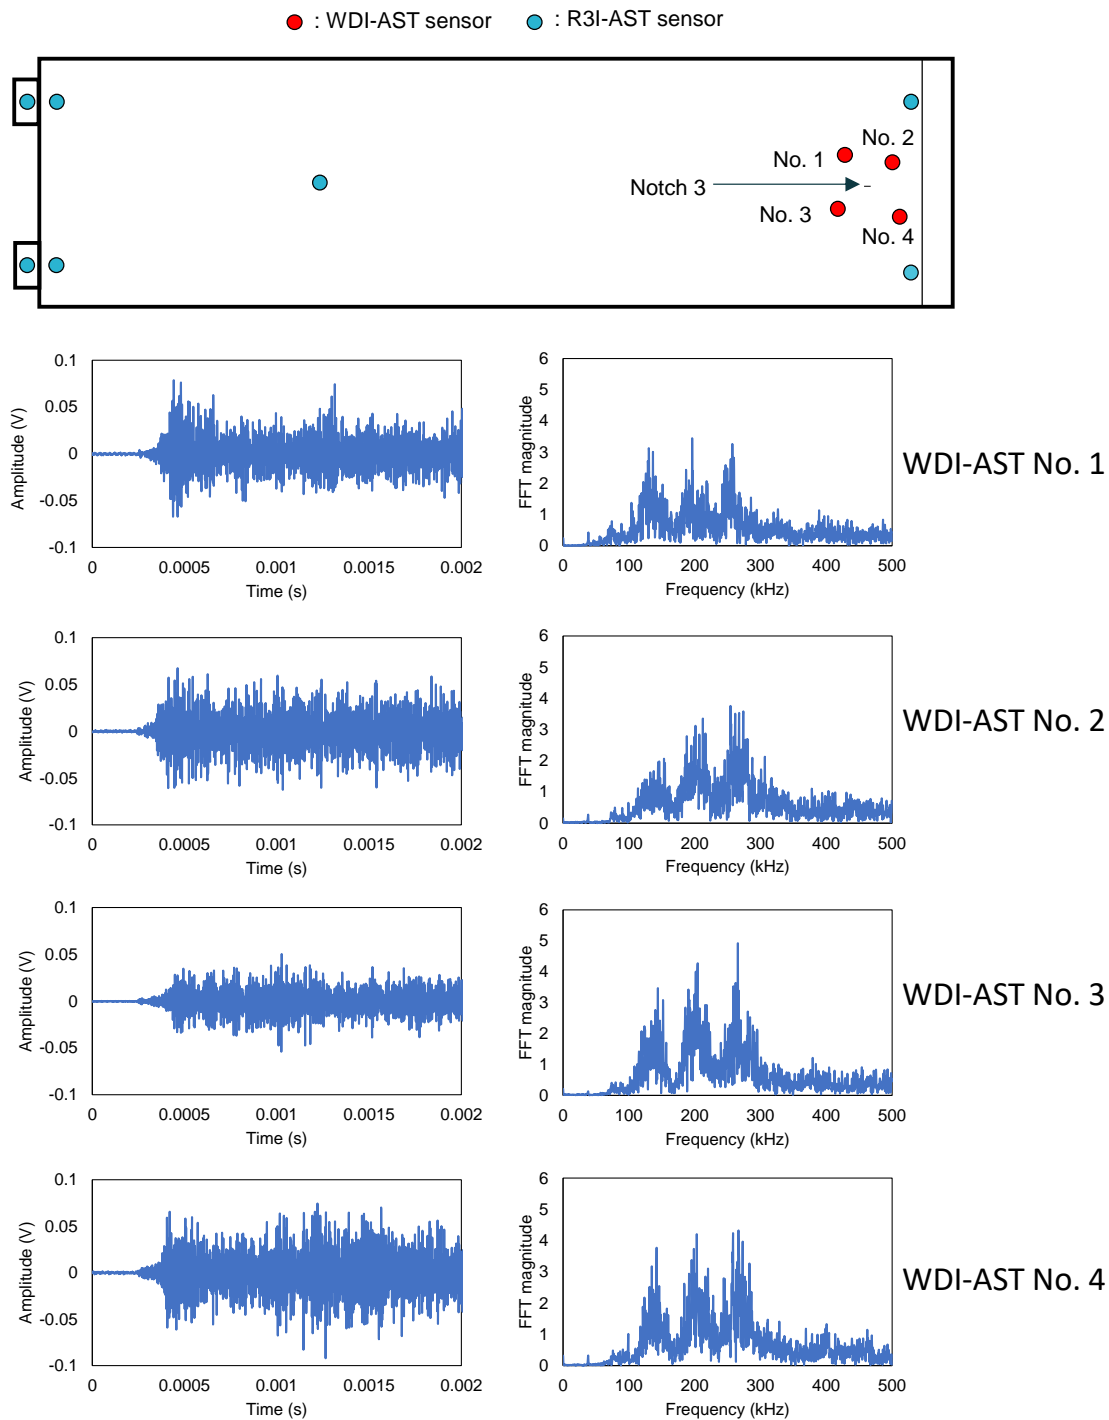 : WDI-AST sensor : R3I-AST sensor
No. 2
No. 1
Notch 3
No. 3
No. 4
0.1
0.05
0
-0.05
-0.1
Amplitude (V)
0 0.0005 0.001 0.0015 0.002
Time (s)
6
5
4
3
2
1
0
FFT magnitude
0 100 200 300 400 500
Frequency (kHz)
WDI-AST No. 1
0.1
0.05
0
-0.05
-0.1
Amplitude (V)
0 0.0005 0.001 0.0015 0.002
Time (s)
6
5
4
3
2
1
0
FFT magnitude
0 100 200 300 400 500
Frequency (kHz)
WDI-AST No. 2
0.1
0.05
0
-0.05
-0.1
Amplitude (V)
0 0.0005 0.001 0.0015 0.002
Time (s)
6
5
4
3
2
1
0
FFT magnitude
0 100 200 300 400 500
Frequency (kHz)
WDI-AST No. 3
0.1
0.05
0
-0.05
-0.1
Amplitude (V)
0 0.0005 0.001 0.0015 0.002
Time (s)
6
5
4
3
2
1
0
FFT magnitude
0 100 200 300 400 500
Frequency (kHz)
WDI-AST No. 4